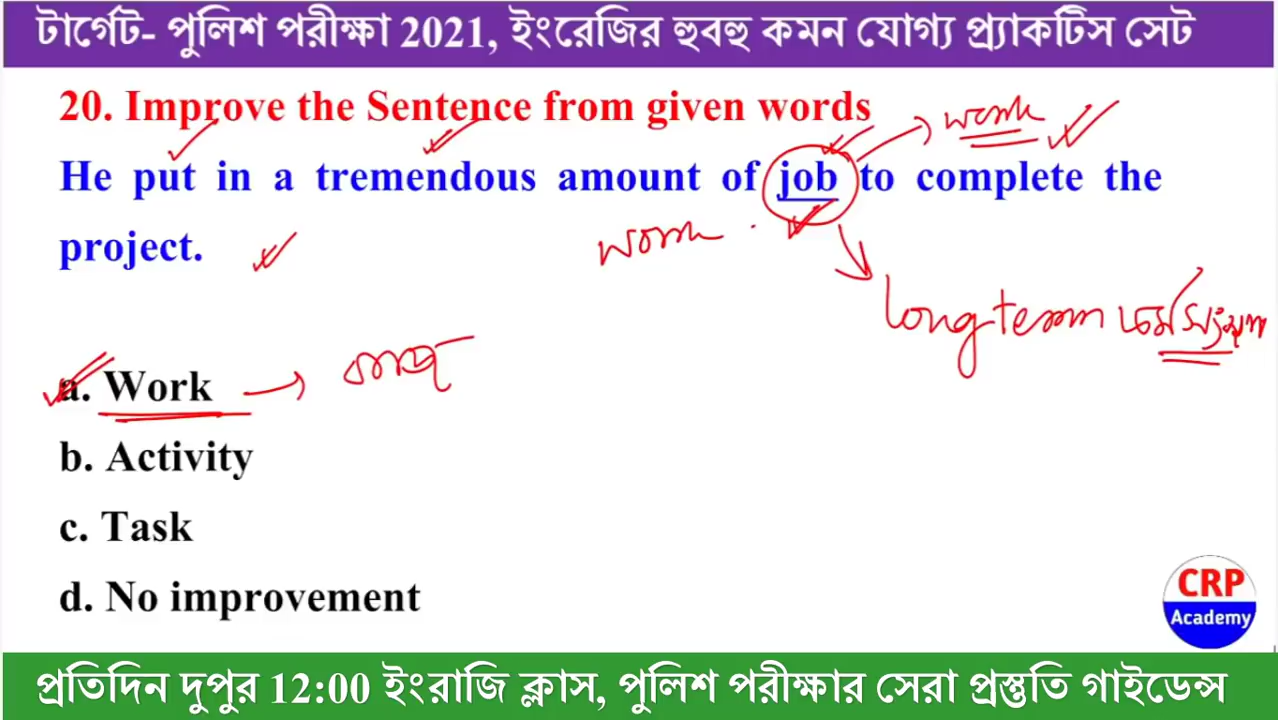 টার্গেট- পুলিশ পরীক্ষা 2021, ইংরেজির হুবহু কমন যোগ্য প্র্যাকটিস সেট
20. Improve the Sentence from given words
work
He put in a tremendous amount of job to complete the
work
project.
long term কর্মসংস্থান
a. Work
কাজ
b. Activity
c. Task
d. No improvement
CRP
Academy
প্রতিদিন দুপুর 12:00 ইংরাজি ক্লাস, পুলিশ পরীক্ষার সেরা প্রস্তুতি গাইডেন্স